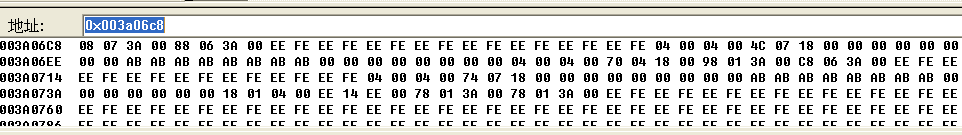 地址: 0x003a06c8
003A06C8 08 07 3A 00 88 06 3A 00 EE FE EE FE EE FE EE FE EE FE EE FE EE FE EE FE 04 00 04 00 4C 07 18 00 00 00 00 00 00
003A06EE 00 00 AB AB AB AB AB AB AB AB 00 00 00 00 00 00 00 00 04 00 04 00 70 04 18 00 98 01 3A 00 C8 06 3A 00 EE FE EE
003A0714 EE FE EE FE EE FE EE FE EE FE EE FE 04 00 04 00 74 07 18 00 00 00 00 00 00 00 00 00 AB AB AB AB AB AB AB AB 00
003A073A 00 00 00 00 00 00 18 01 04 00 EE 14 EE 00 78 01 3A 00 78 01 3A 00 EE FE EE FE EE FE EE FE EE FE EE FE EE FE EE
003A0760 EE FE EE FE EE FE EE FE EE FE EE FE EE FE EE FE EE FE EE FE EE FE EE FE EE FE EE FE EE FE EE FE EE FE EE FE EE